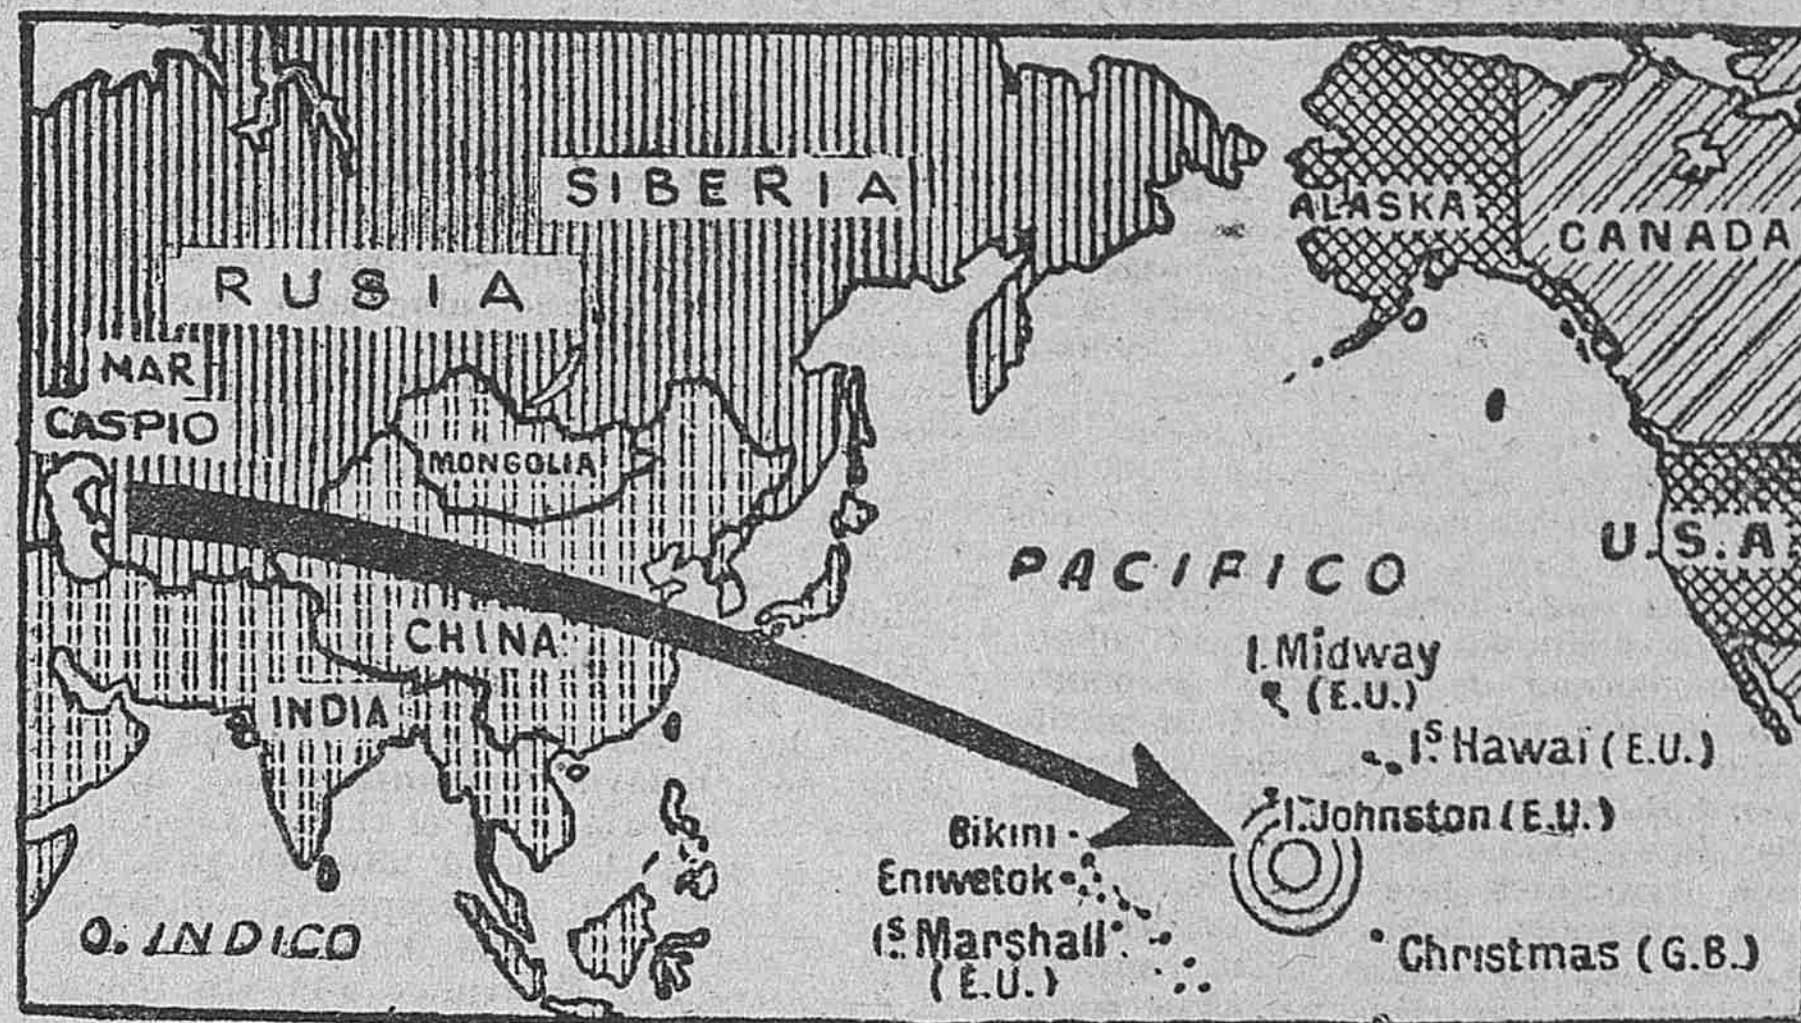 SIBERIA
ALASKA
CANADA
RUSIA
MAR
CASPIO
MONGOLIA
U.S.A.
PACIFICO
CHINA
INDIA
I. Midway
(E.U.)
Iˢ. Hawai (E.U.)
I. Johnston (E.U.)
Bikini
Eniwetok
Iˢ. Marshall
(E.U.)
O. INDICO
Christmas (G.B.)